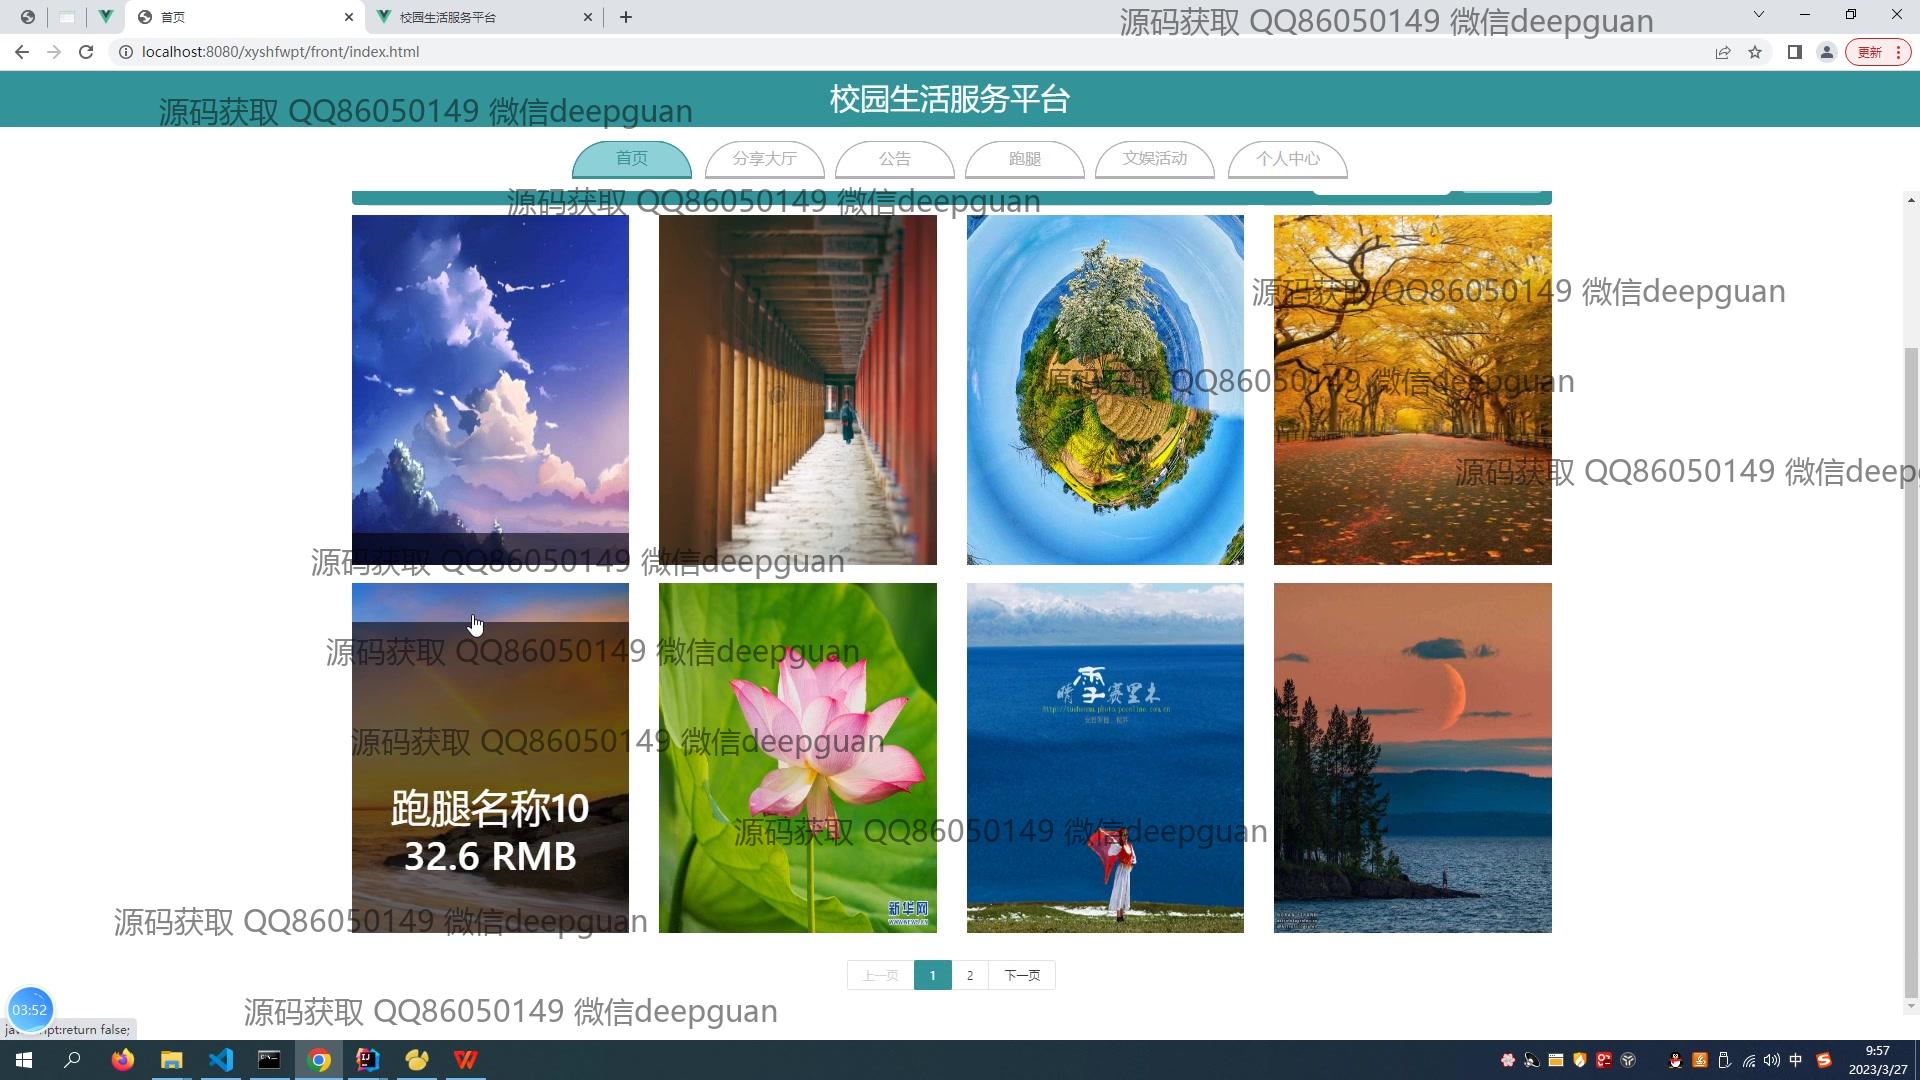 首页
校园生活服务平台
源码获取 QQ86050149 微信deepguan
localhost:8080/xyshfwpt/front/index.html
更新
校园生活服务平台
源码获取 QQ86050149 微信deepguan
首页
分享大厅
公告
跑腿
文娱活动
个人中心
源码获取 QQ86050149 微信deepguan
源码获取 QQ86050149 微信deepguan
源码获取 QQ86050149 微信deepguan
源码获取 QQ86050149 微信deep
源码获取 QQ86050149 微信deepguan
源码获取 QQ86050149 微信deepguan
源码获取 QQ86050149 微信deepguan
跑腿名称10
32.6 RMB
源码获取 QQ86050149 微信deepguan
新华网
源码获取 QQ86050149 微信deepguan
上一页 1 2 下一页
源码获取 QQ86050149 微信deepguan
03:52
中
9:57
2023/3/27